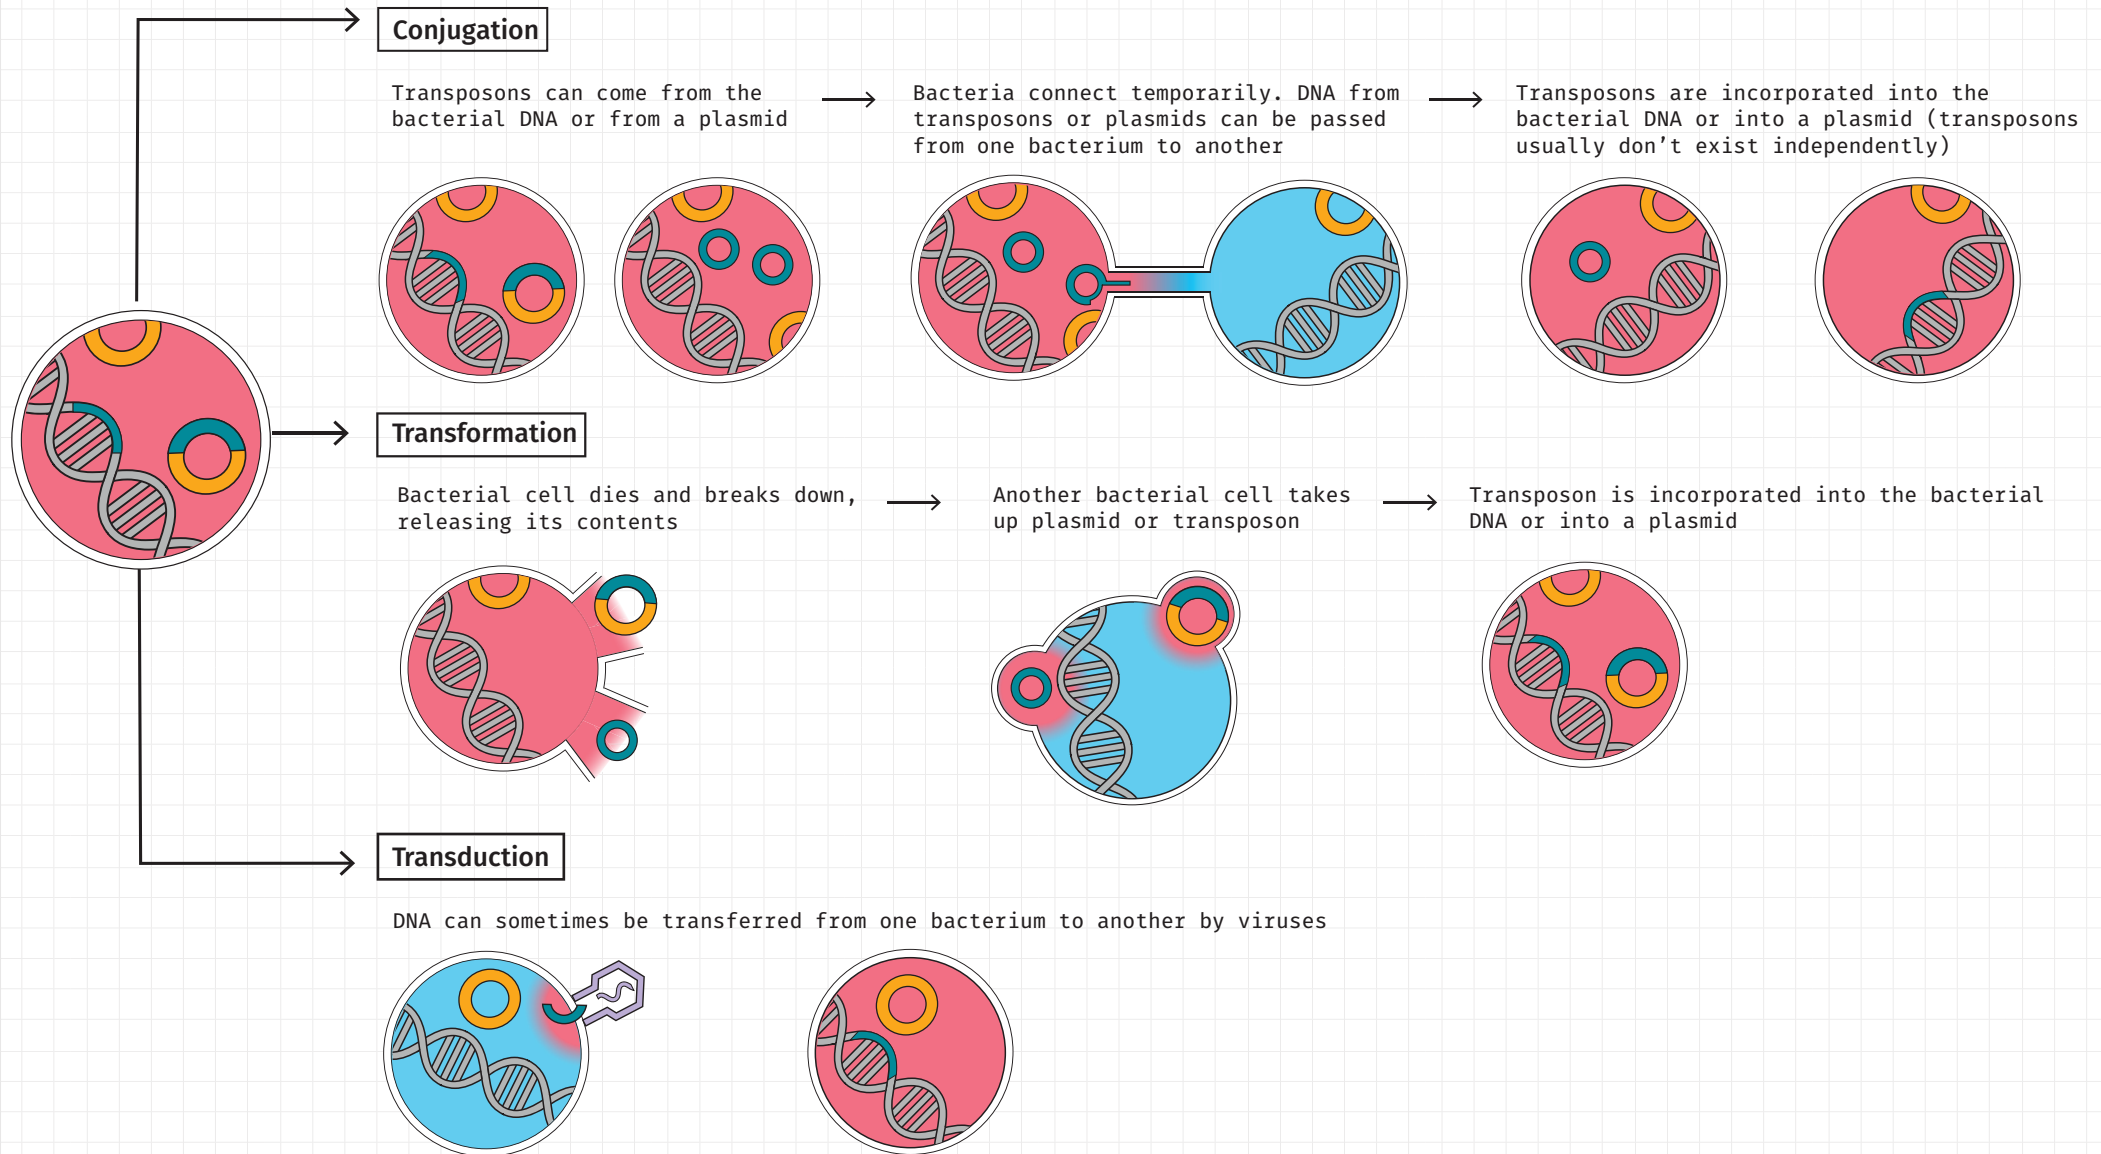 Conjugation
Transposons can come from the
bacterial DNA or from a plasmid
Bacteria connect temporarily. DNA from
transposons or plasmids can be passed
from one bacterium to another
Transposons are incorporated into the
bacterial DNA or into a plasmid (transposons
usually don’t exist independently)
Transformation
Bacterial cell dies and breaks down,
releasing its contents
Another bacterial cell takes
up plasmid or transposon
Transposon is incorporated into the bacterial
DNA or into a plasmid
Transduction
DNA can sometimes be transferred from one bacterium to another by viruses